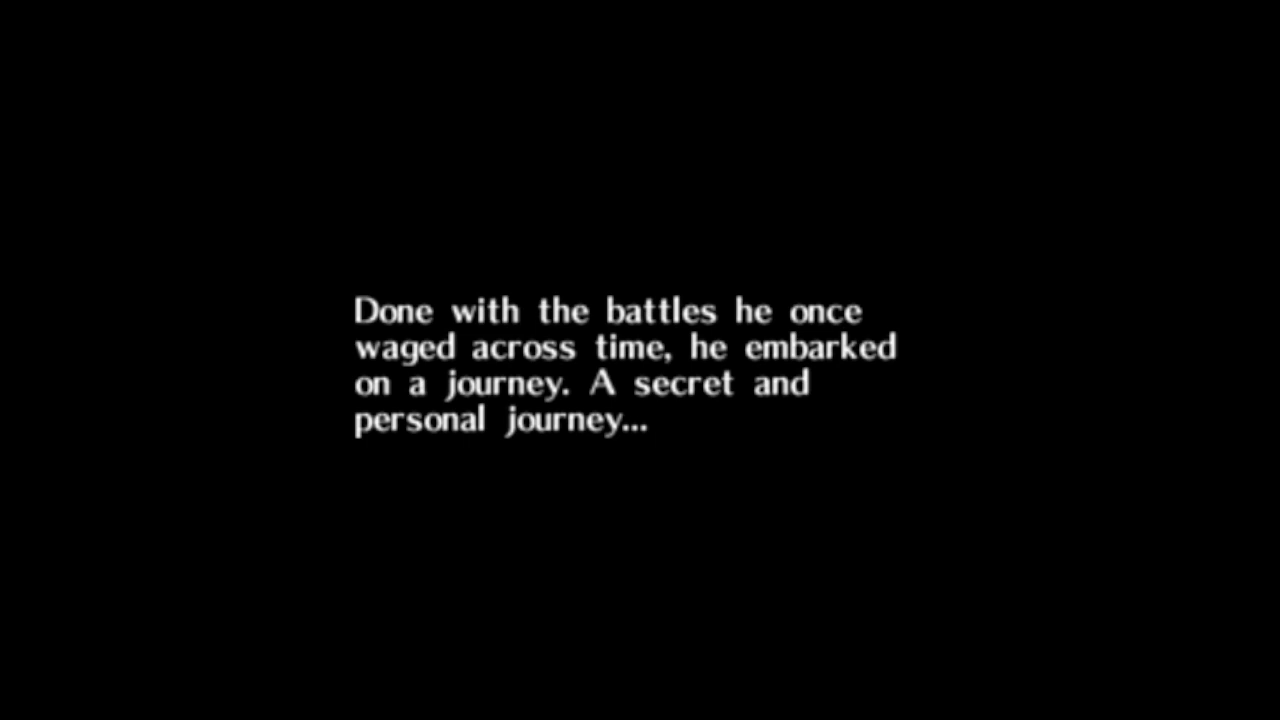 Done with the battles he once
waged across time, he embarked
on a journey. A secret and
personal journey...